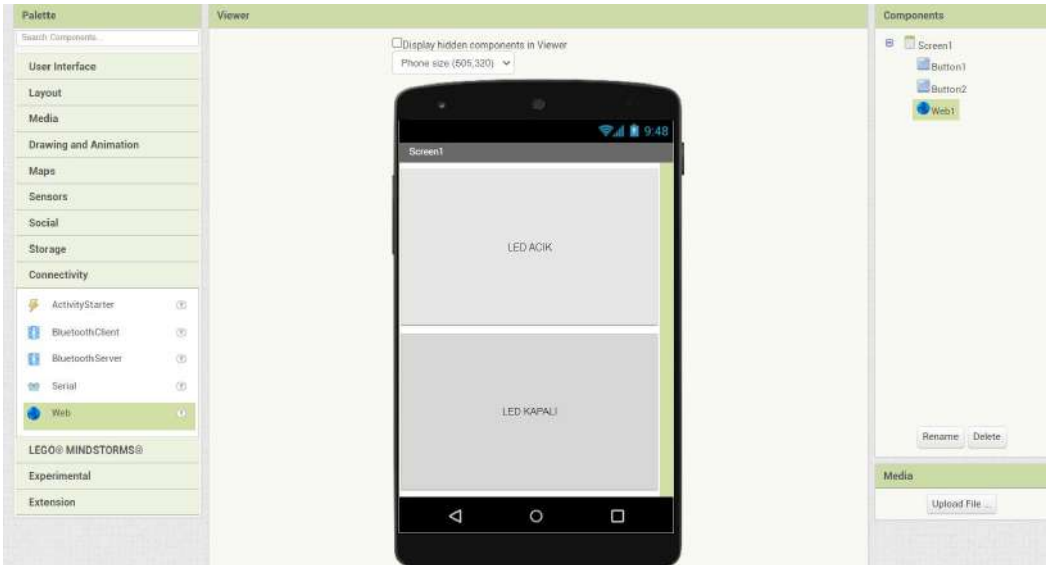 Palette
Search Components...
User Interface
Layout
Media
Drawing and Animation
Maps
Sensors
Social
Storage
Connectivity
ActivityStarter
BluetoothClient
BluetoothServer
Serial
Web
LEGO® MINDSTORMS®
Experimental
Extension
Viewer
Display hidden components in Viewer
Phone size (505,320)
9:48
Screen1
LED ACIK
LED KAPALI
Components
Screen1
Button1
Button2
Web1
Rename Delete
Media
Upload File ...